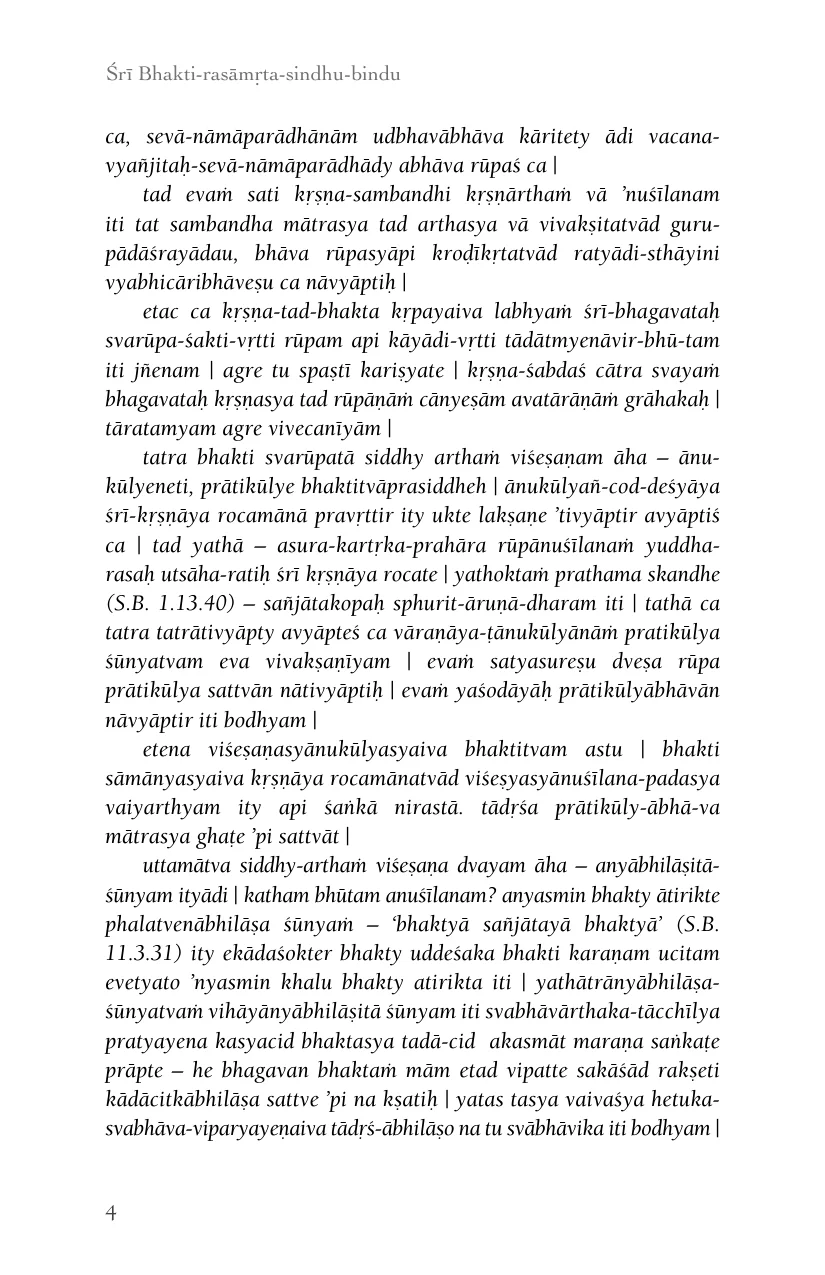 Śrī Bhakti-rasāmṛta-sindhu-bindu
ca, sevā-nāmāparādhānām udbhavābhāva kāritety ādi vacana-
vyañjitaḥ-sevā-nāmāparādhādy abhāva rūpaś ca |
tad evaṁ sati kṛṣṇa-sambandhi kṛṣṇārthaṁ vā ’nuśīlanam
iti tat sambandha mātrasya tad arthasya vā vivakṣitatvād guru-
pādāśrayādau, bhāva rūpasyāpi kroḍīkṛtatvād ratyādi-sthāyini
vyabhicāribhāveṣu ca nāvyāptiḥ |
etac ca kṛṣṇa-tad-bhakta kṛpayaiva labhyaṁ śrī-bhagavataḥ
svarūpa-śakti-vṛtti rūpam api kāyādi-vṛtti tādātmyenāvir-bhū-tam
iti jñenam | agre tu spaṣtī kariṣyate | kṛṣṇa-śabdaś cātra svayaṁ
bhagavataḥ kṛṣṇasya tad rūpāṇāṁ cānyeṣām avatārāṇāṁ grāhakaḥ |
tāratamyam agre vivecanīyām |
tatra bhakti svarūpatā siddhy arthaṁ viśeṣaṇam āha – ānu-
kūlyeneti, prātikūlye bhaktitvāprasiddheh | ānukūlyañ-cod-deśyāya
śrī-kṛṣṇāya rocamānā pravṛttir ity ukte lakṣaṇe ’tivyāptir avyāptiś
ca | tad yathā – asura-kartṛka-prahāra rūpānuśīlanaṁ yuddha-
rasaḥ utsāha-ratiḥ śrī kṛṣṇāya rocate | yathoktaṁ prathama skandhe
(S.B. 1.13.40) – sañjātakopaḥ sphurit-āruṇā-dharam iti | tathā ca
tatra tatrātivyāpty avyāpteś ca vāraṇāya-ṭānukūlyānāṁ pratikūlya
śūnyatvam eva vivakṣaṇīyam | evaṁ satyasureṣu dveṣa rūpa
prātikūlya sattvān nātivyāptiḥ | evaṁ yaśodāyāḥ prātikūlyābhāvān
nāvyāptir iti bodhyam |
etena viśeṣaṇasyānukūlyasyaiva bhaktitvam astu | bhakti
sāmānyasyaiva kṛṣṇāya rocamānatvād viśeṣyasyānuśīlana-padasya
vaiyarthyam ity api śaṅkā nirastā. tādṛśa prātikūly-ābhā-va
mātrasya ghaṭe ’pi sattvāt |
uttamātva siddhy-arthaṁ viśeṣaṇa dvayam āha – anyābhilāṣitā-
śūnyam ityādi | katham bhūtam anuśīlanam? anyasmin bhakty ātirikte
phalatvenābhilāṣa śūnyaṁ – ‘bhaktyā sañjātayā bhaktyā’ (S.B.
11.3.31) ity ekādaśokter bhakty uddeśaka bhakti karaṇam ucitam
evetyato ’nyasmin khalu bhakty atirikta iti | yathātrānyābhilāṣa-
śūnyatvaṁ vihāyānyābhilāṣitā śūnyam iti svabhāvārthaka-tācchīlya
pratyayena kasyacid bhaktasya tadā-cid akasmāt maraṇa saṅkaṭe
prāpte – he bhagavan bhaktaṁ mām etad vipatte sakāśād rakṣeti
kādācitkābhilāṣa sattve ’pi na kṣatiḥ | yatas tasya vaivaśya hetuka-
svabhāva-viparyayeṇaiva tādṛś-ābhilāṣo na tu svābhāvika iti bodhyam |
4